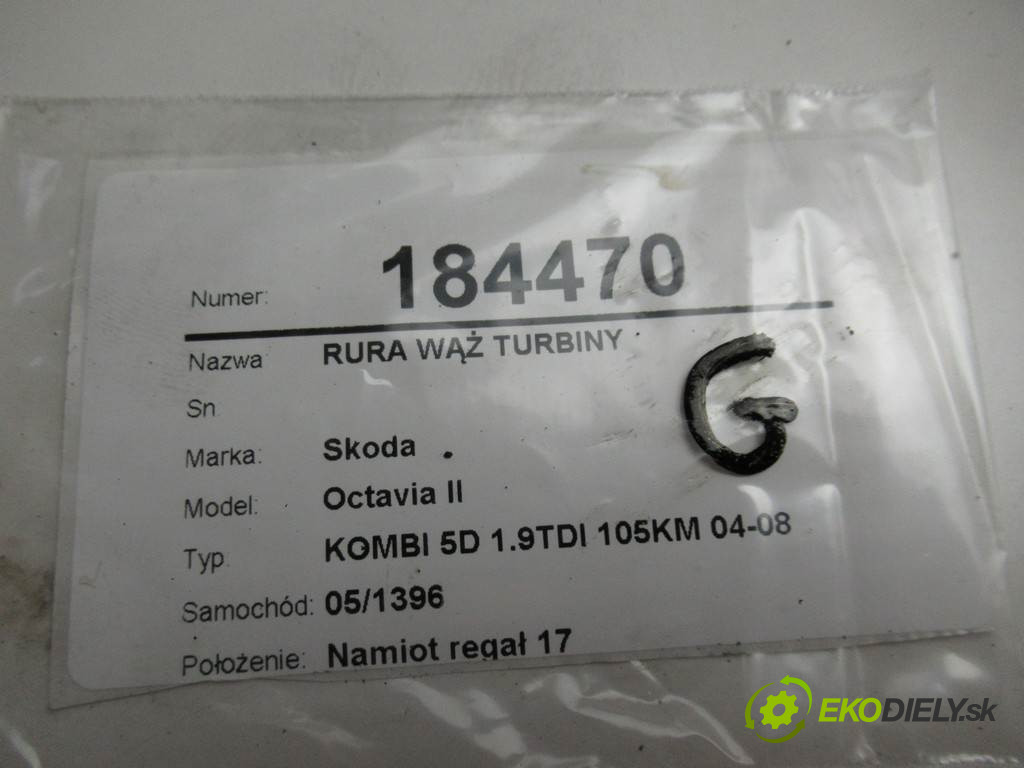 Numer: 184470
Nazwa RURA WĄŻ TURBINY
G
Sn
Marka: Skoda
Model: Octavia II
Typ KOMBI 5D 1.9TDI 105KM 04-08
Samochód: 05/1396
Położenie: Namiot regał 17
EKODIELY.sk